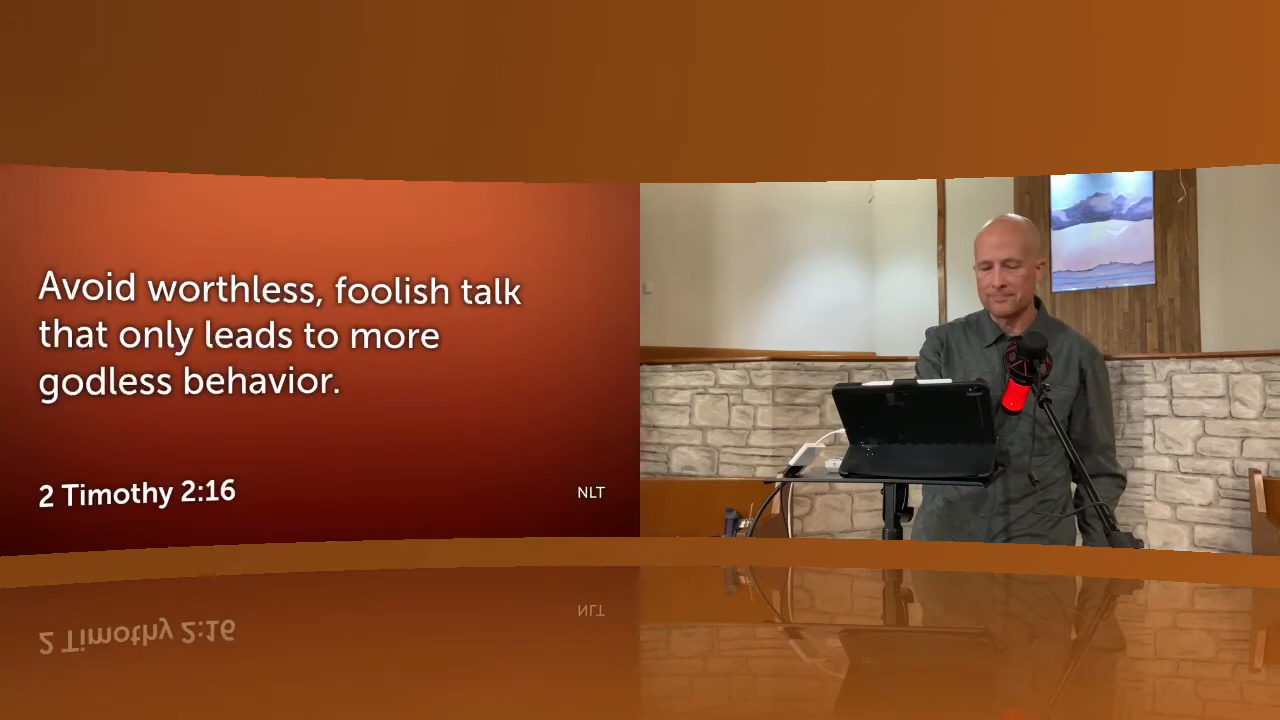 Avoid worthless, foolish talk
that only leads to more
godless behavior.
2 Timothy 2:16
NLT